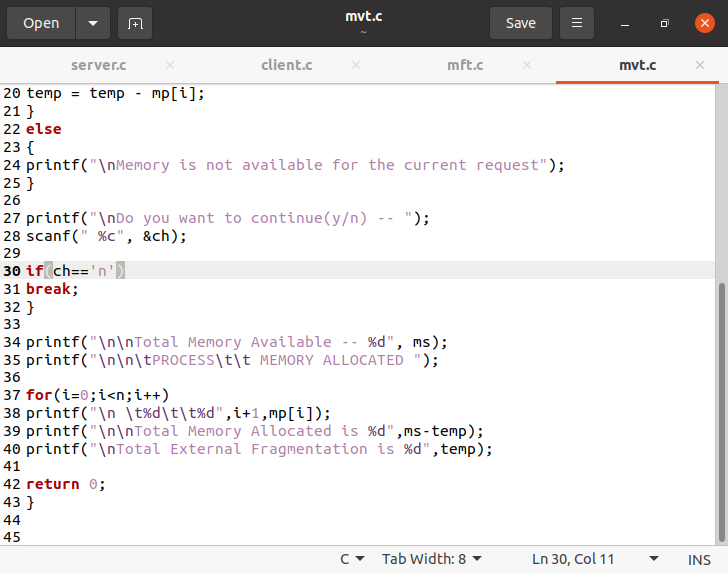 Open
mvt.c
~
Save
server.c ×
client.c ×
mft.c ×
mvt.c ×
20 temp = temp - mp[i];
21 }
22 else
23 {
24 printf("\nMemory is not available for the current request");
25 }
26
27 printf("\nDo you want to continue(y/n) -- ");
28 scanf(" %c", &ch);
29
30 if(ch=='n')
31 break;
32 }
33
34 printf("\n\nTotal Memory Available -- %d", ms);
35 printf("\n\n\tPROCESS\t\t MEMORY ALLOCATED ");
36
37 for(i=0;i<n;i++)
38 printf("\n \t%d\t\t%d",i+1,mp[i]);
39 printf("\n\nTotal Memory Allocated is %d",ms-temp);
40 printf("\nTotal External Fragmentation is %d",temp);
41
42 return 0;
43 }
44
45
C Tab Width: 8 Ln 30, Col 11 INS